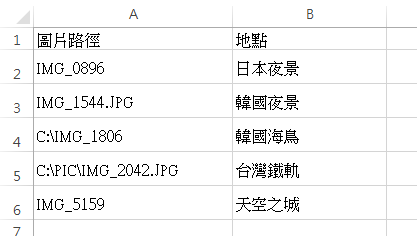 A B
1 圖片路徑 地點
2 IMG_0896 日本夜景
3 IMG_1544.JPG 韓國夜景
4 C:\IMG_1806 韓國海鳥
5 C:\PIC\IMG_2042.JPG 台灣鐵軌
6 IMG_5159 天空之城
7